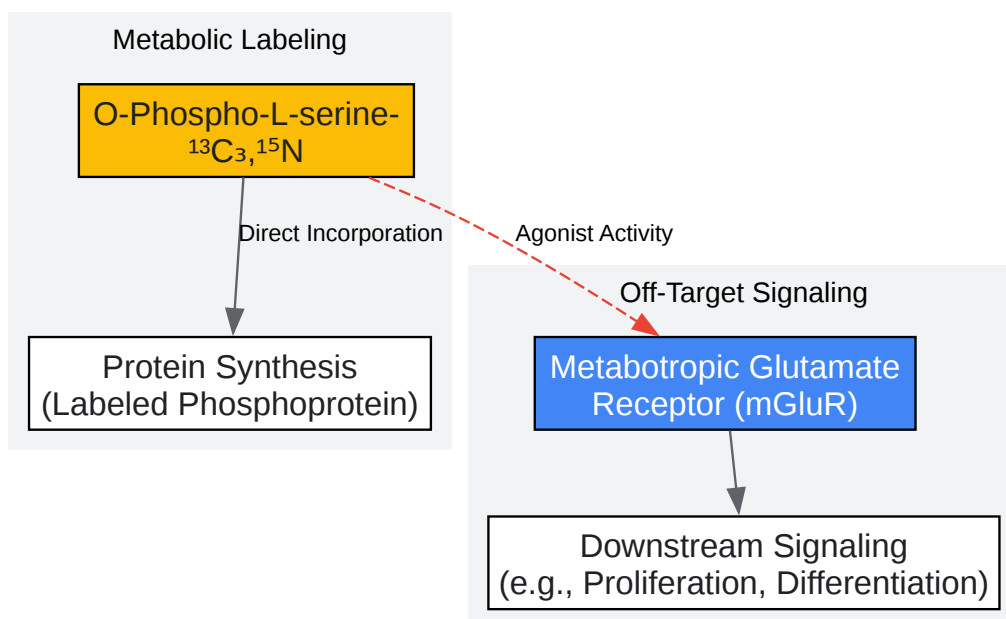 Metabolic Labeling
O-Phospho-L-serine-
¹³C₃,¹⁵N
Direct Incorporation
Agonist Activity
Off-Target Signaling
Protein Synthesis
(Labeled Phosphoprotein)
Metabotropic Glutamate
Receptor (mGluR)
Downstream Signaling
(e.g., Proliferation, Differentiation)